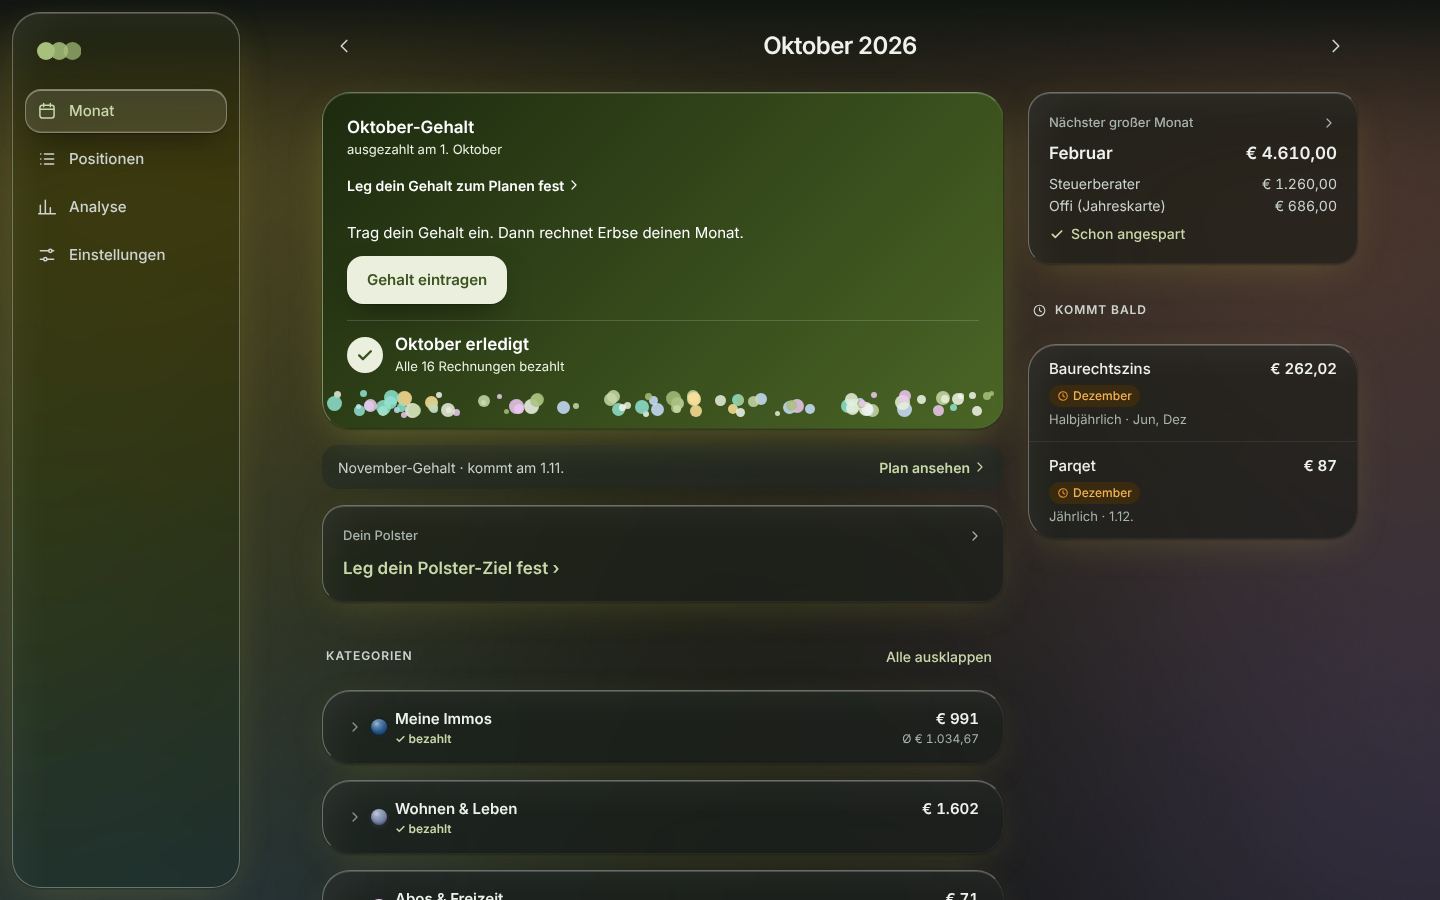 Monat
Positionen
Analyse
Einstellungen
Oktober 2026
Oktober-Gehalt
ausgezahlt am 1. Oktober
Leg dein Gehalt zum Planen fest
Trag dein Gehalt ein. Dann rechnet Erbse deinen Monat.
Gehalt eintragen
Oktober erledigt
Alle 16 Rechnungen bezahlt
November-Gehalt · kommt am 1.11.
Plan ansehen
Dein Polster
Leg dein Polster-Ziel fest ›
KATEGORIEN
Alle ausklappen
Meine Immos
€ 991
✓ bezahlt
Ø € 1.034,67
Wohnen & Leben
€ 1.602
✓ bezahlt
Abos & Freizeit
€ 71
Nächster großer Monat
Februar
€ 4.610,00
Steuerberater
€ 1.260,00
Offi (Jahreskarte)
€ 686,00
Schon angespart
KOMMT BALD
Baurechtszins
€ 262,02
Dezember
Halbjährlich · Jun, Dez
Parqet
€ 87
Dezember
Jährlich · 1.12.